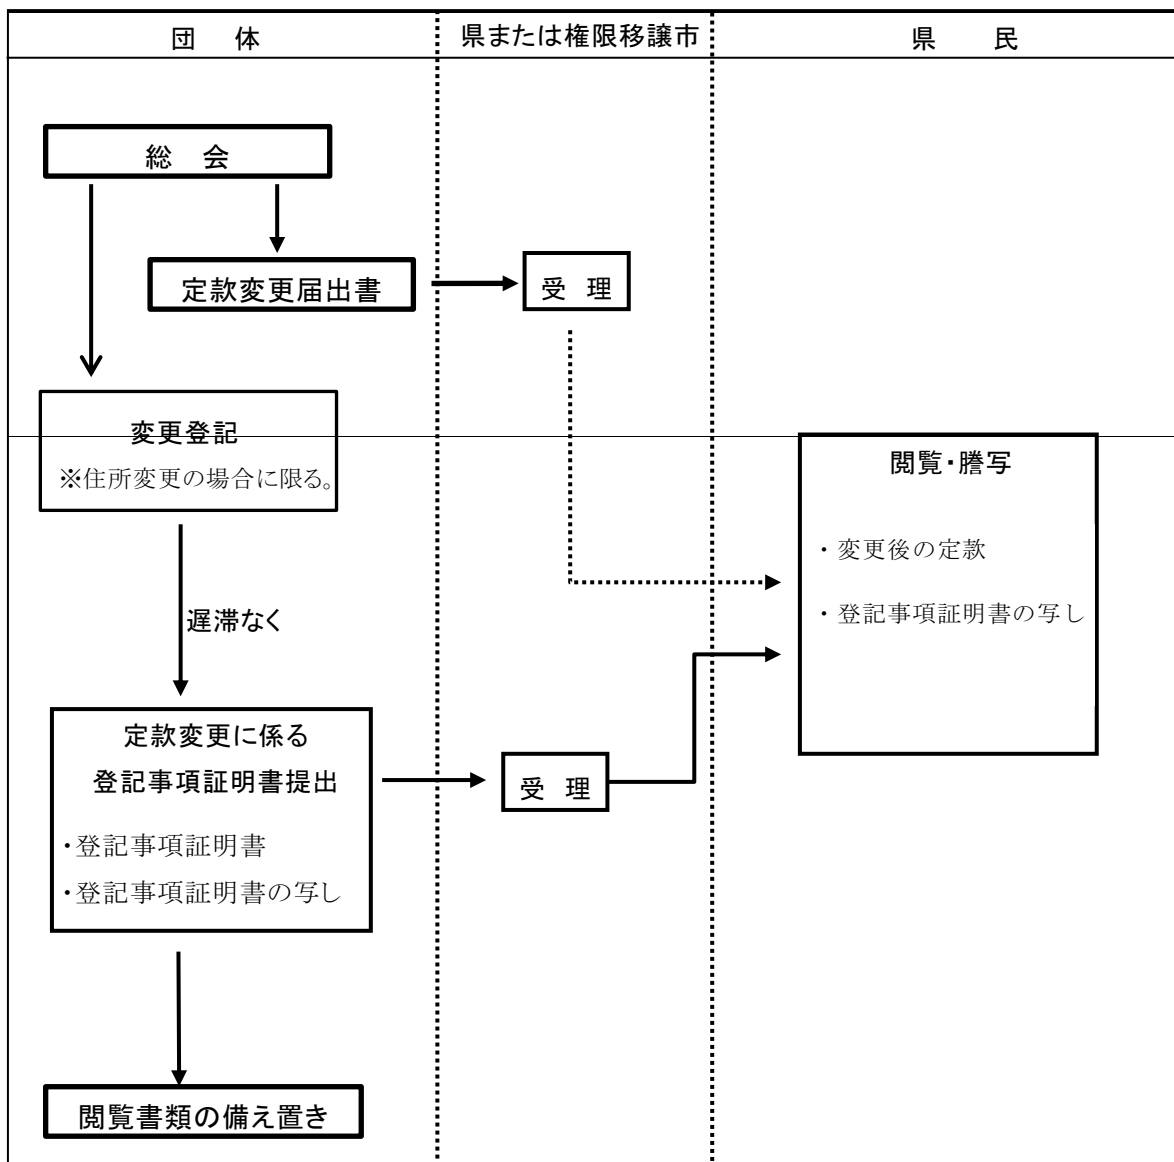 団　体
県または権限移譲市
県　　民
総　会
定款変更届出書
受　理
変更登記
※住所変更の場合に限る。
閲覧・謄写
・変更後の定款
・登記事項証明書の写し
遅滞なく
定款変更に係る
登記事項証明書提出
・登記事項証明書
・登記事項証明書の写し
受　理
閲覧書類の備え置き